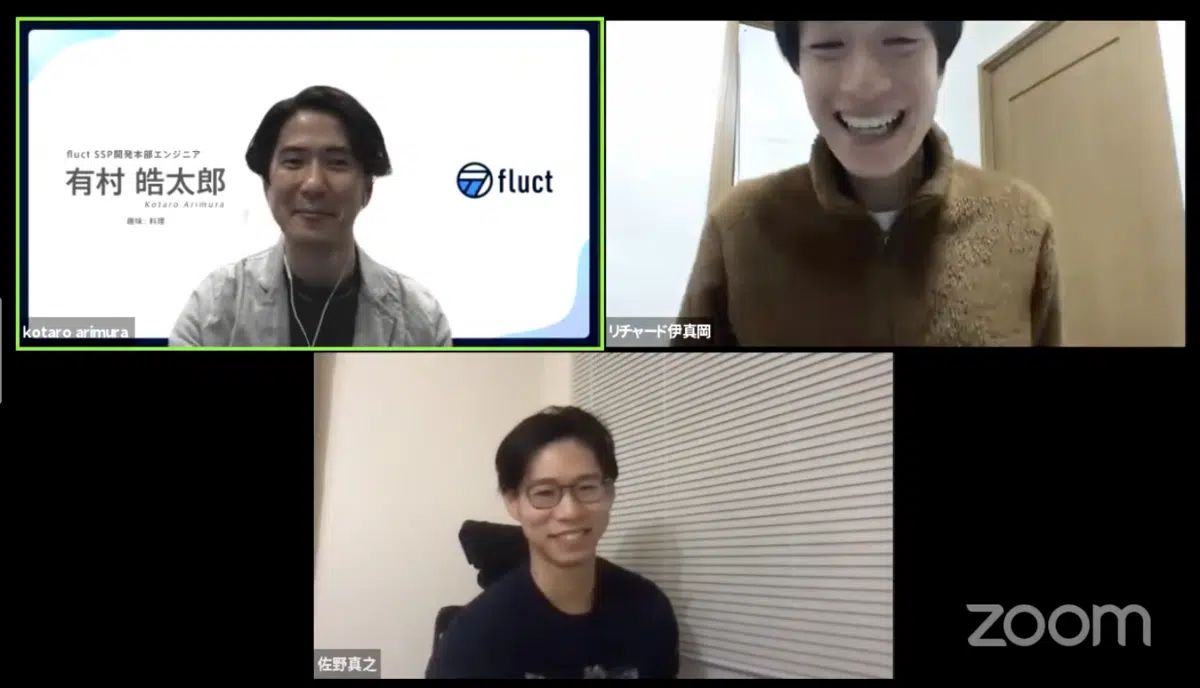 fluct SSP開発本部エンジニア
有村 皓太郎
Kotaro Arimura
趣味: 料理
fluct
kotaro arimura
リチャード伊真岡
佐野真之
zoom